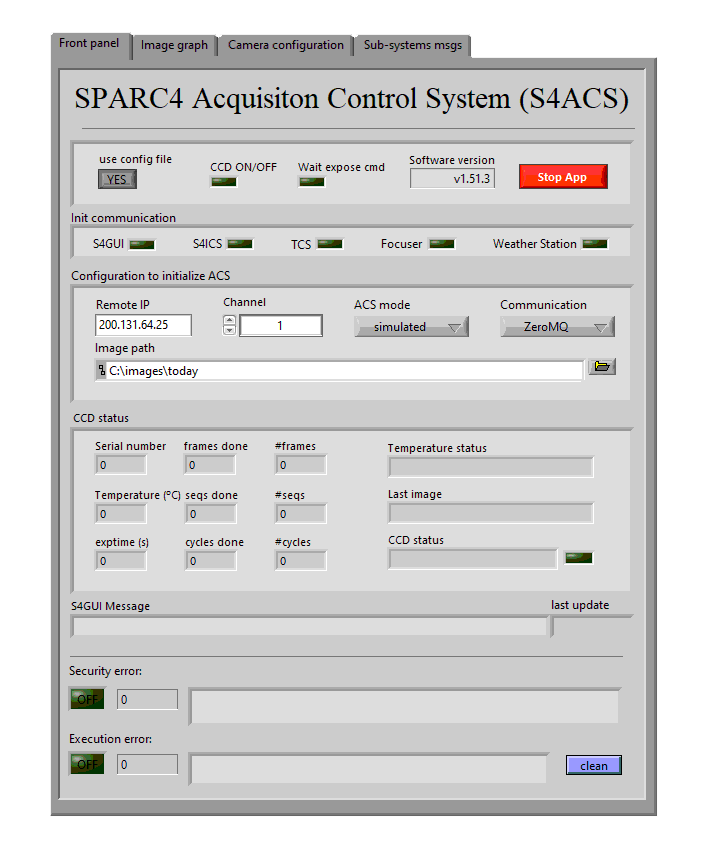 Front panel
Image graph
Camera configuration
Sub-systems msgs
SPARC4 Acquisiton Control System (S4ACS)
use config file
CCD ON/OFF
Wait expose cmd
Software version
YES
v1.51.3
Stop App
Init communication
S4GUI
S4ICS
TCS
Focuser
Weather Station
Configuration to initialize ACS
Remote IP
Channel
ACS mode
Communication
200.131.64.25
1
simulated
ZeroMQ
Image path
C:\images\today
CCD status
Serial number
frames done
#frames
Temperature status
0
0
0
Temperature (ºC)
seqs done
#seqs
Last image
0
0
0
exptime (s)
cycles done
#cycles
CCD status
0
0
0
S4GUI Message
last update
Security error:
OFF
0
Execution error:
OFF
0
clean